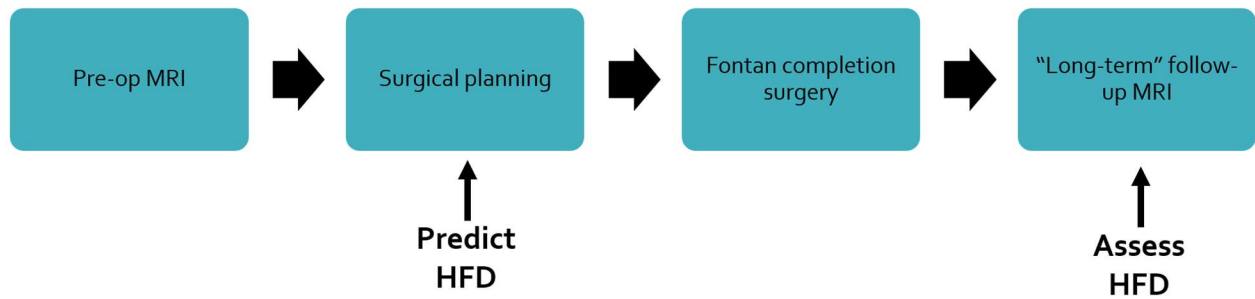 Pre-op MRI
Surgical planning
Fontan completion
surgery
“Long-term” follow-
up MRI
Predict
HFD
Assess
HFD